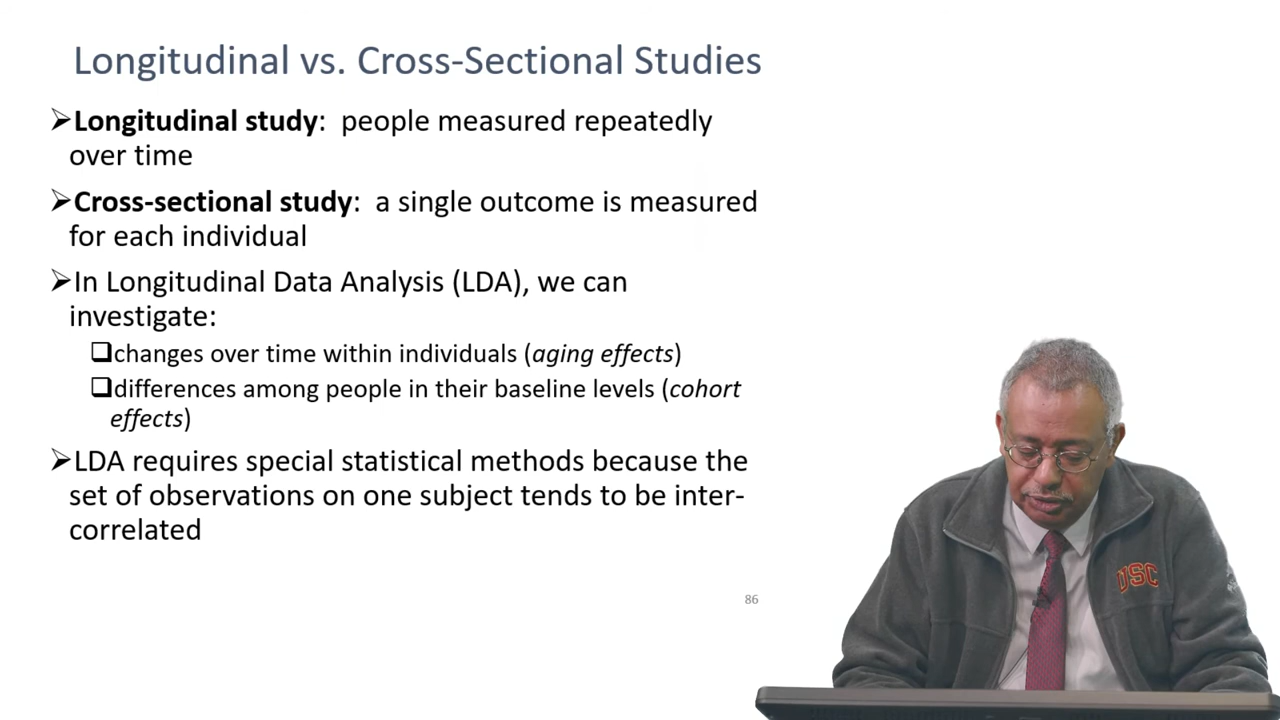 Longitudinal vs. Cross-Sectional Studies
➢Longitudinal study:  people measured repeatedly
over time
➢Cross-sectional study:  a single outcome is measured
for each individual
➢In Longitudinal Data Analysis (LDA), we can
investigate:
❑changes over time within individuals (aging effects)
❑differences among people in their baseline levels (cohort
effects)
➢LDA requires special statistical methods because the
set of observations on one subject tends to be inter-
correlated
USC
86